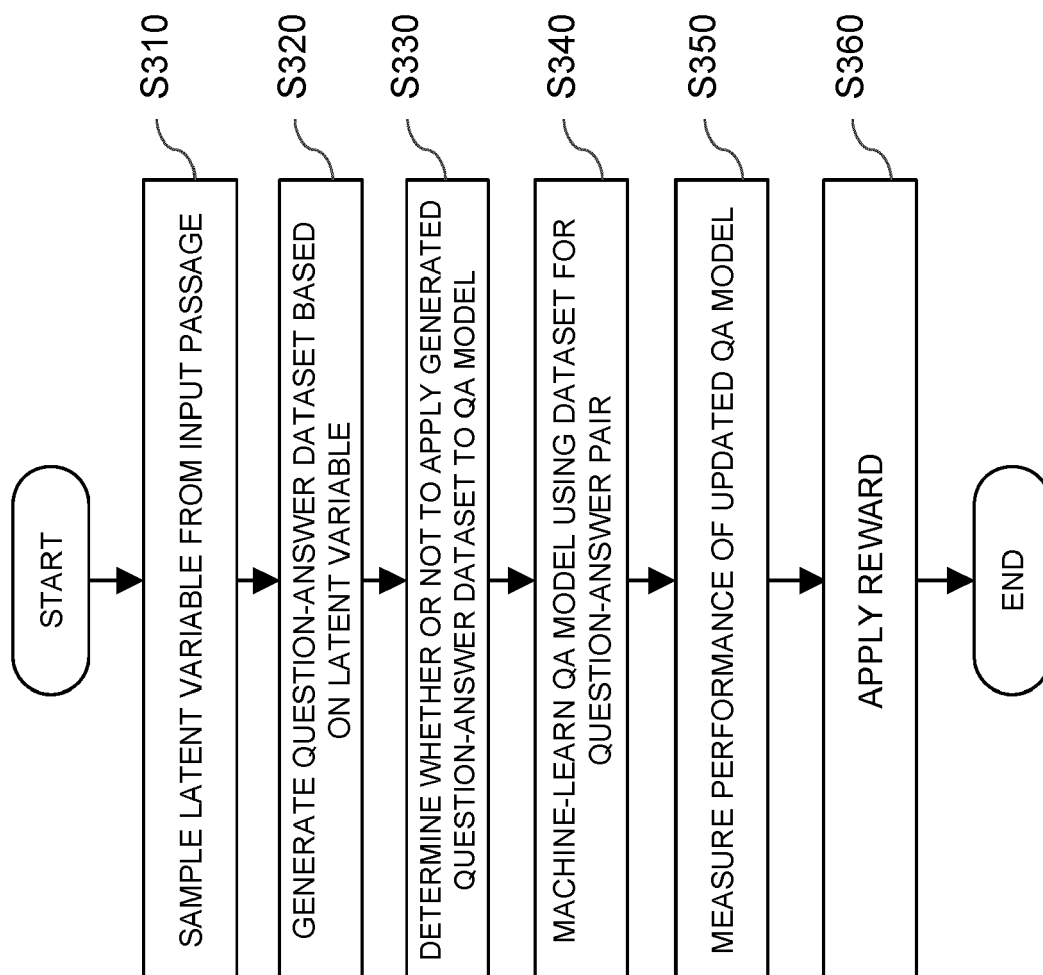 START
SAMPLE LATENT VARIABLE FROM INPUT PASSAGE
S310
GENERATE QUESTION-ANSWER DATASET BASED
ON LATENT VARIABLE
S320
DETERMINE WHETHER OR NOT TO APPLY GENERATED
QUESTION-ANSWER DATASET TO QA MODEL
S330
MACHINE-LEARN QA MODEL USING DATASET FOR
QUESTION-ANSWER PAIR
S340
MEASURE PERFORMANCE OF UPDATED QA MODEL
S350
APPLY REWARD
S360
END